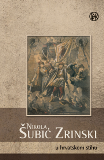 NIKOLA
ŠUBIĆ ZRINSKI
u hrvatskom stihu